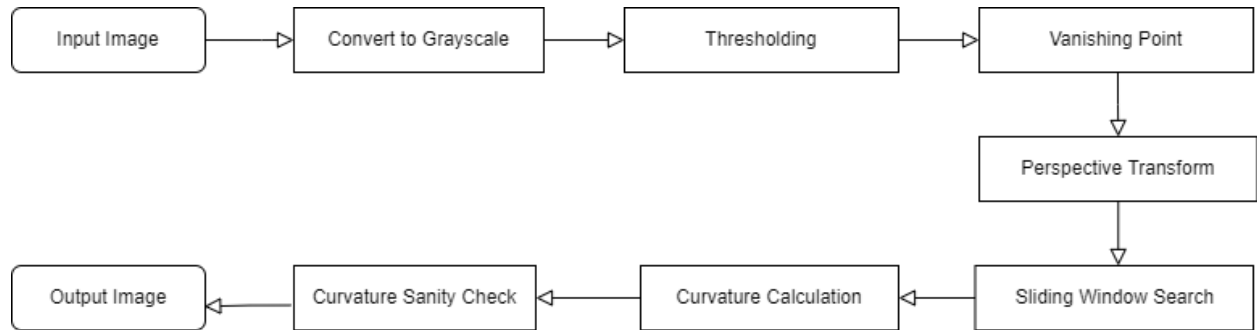 Input Image
Convert to Grayscale
Thresholding
Vanishing Point
Perspective Transform
Sliding Window Search
Curvature Calculation
Curvature Sanity Check
Output Image